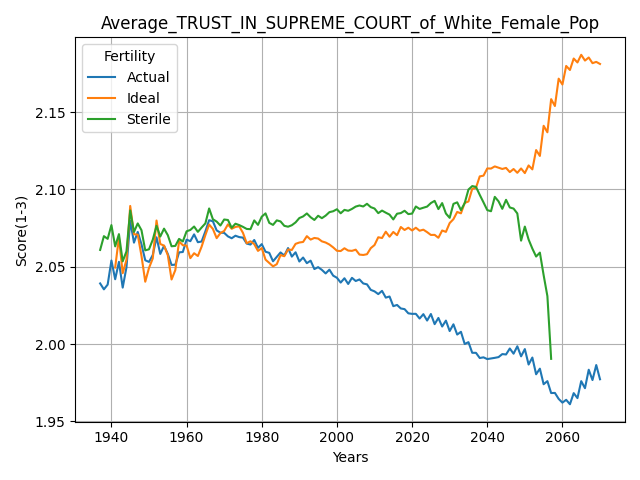 Average_TRUST_IN_SUPREME_COURT_of_White_Female_Pop
Fertility
Actual
Ideal
Sterile
Score(1-3)
2.15
2.10
2.05
2.00
1.95
1940 1960 1980 2000 2020 2040 2060
Years